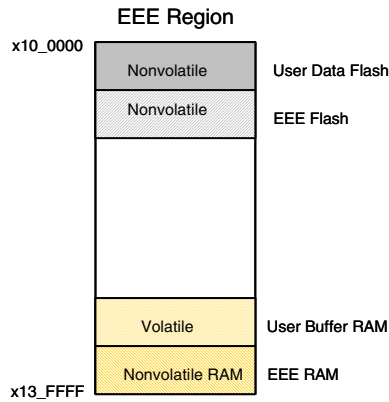 EEE Region
x10_0000
Nonvolatile User Data Flash
Nonvolatile EEE Flash
Volatile User Buffer RAM
Nonvolatile RAM EEE RAM
x13_FFFF